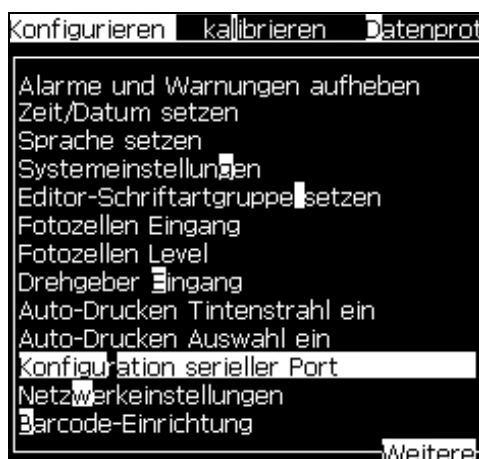 Konfigurieren kalibrieren Datenprot
Alarme und Warnungen aufheben
Zeit/Datum setzen
Sprache setzen
Systemeinstellungen
Editor-Schriftartgruppe setzen
Fotozellen Eingang
Fotozellen Level
Drehgeber Eingang
Auto-Drucken Tintenstrahl ein
Auto-Drucken Auswahl ein
Konfiguration serieller Port
Netzwerkeinstellungen
Barcode-Einrichtung
Weitere